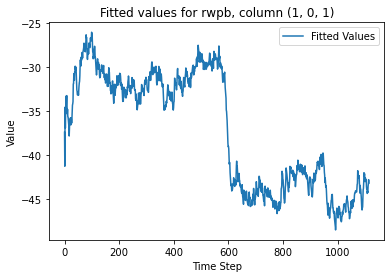 Fitted values for rwpb, column (1, 0, 1)
Fitted Values
Value
−25
−30
−35
−40
−45
0 200 400 600 800 1000
Time Step